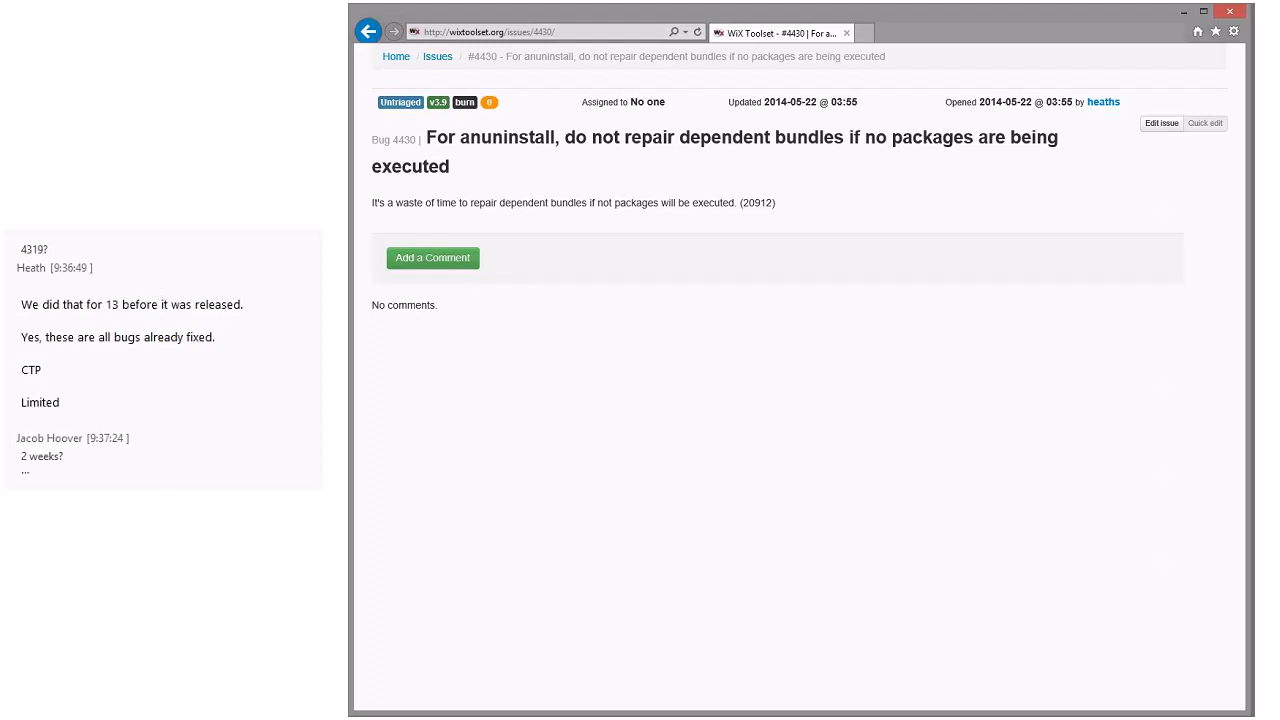 4319?
Heath [9:36:49 ]
We did that for 13 before it was released.
Yes, these are all bugs already fixed.
CTP
Limited
Jacob Hoover [9:37:24 ]
2 weeks?
...
http://wixtoolset.org/issues/4430/
WiX Toolset - #4430 | For a...
Home / Issues / #4430 - For anuninstall, do not repair dependent bundles if no packages are being executed
Untriaged v3.9 burn 0 Assigned to No one Updated 2014-05-22 @ 03:55 Opened 2014-05-22 @ 03:55 by heaths
Edit issue Quick edit
Bug 4430 | For anuninstall, do not repair dependent bundles if no packages are being
executed
It's a waste of time to repair dependent bundles if not packages will be executed. (20912)
Add a Comment
No comments.